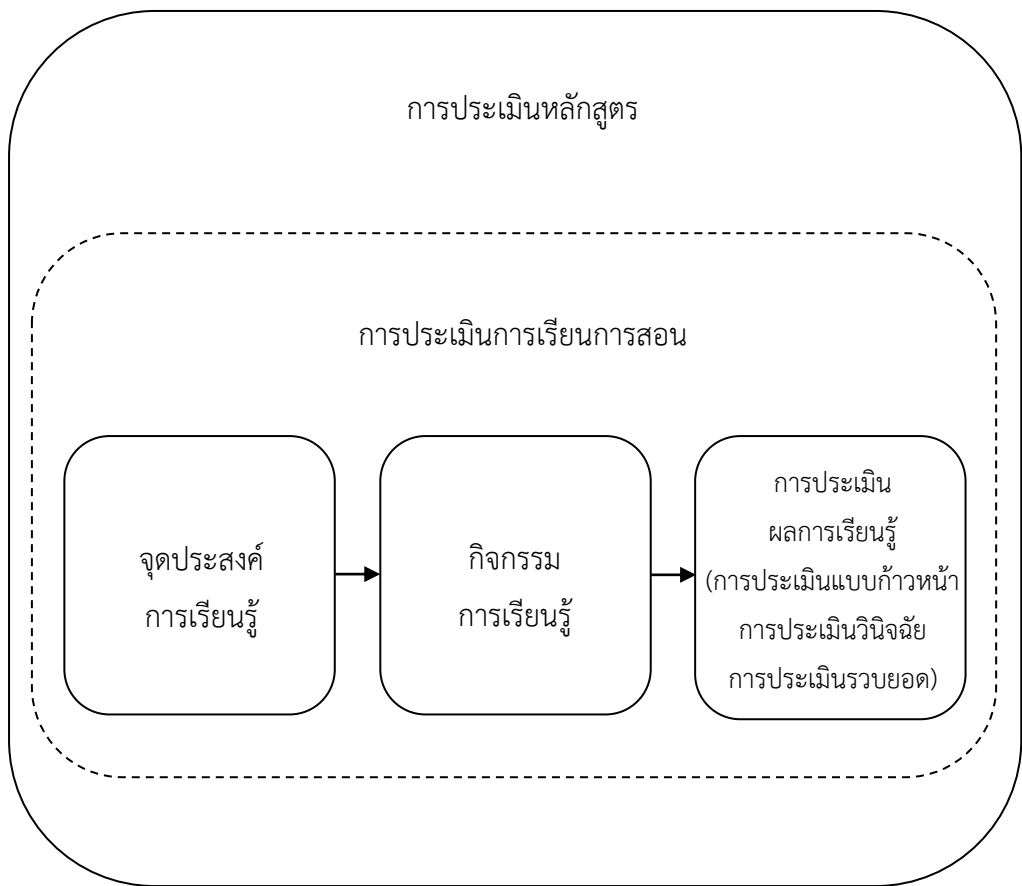 การประเมินหลักสูตร
การประเมินการเรียนการสอน
จุดประสงค์
การเรียนรู้
กิจกรรม
การเรียนรู้
การประเมิน
ผลการเรียนรู้
(การประเมินแบบก้าวหน้า
การประเมินวินิจฉัย
การประเมินรวบยอด)